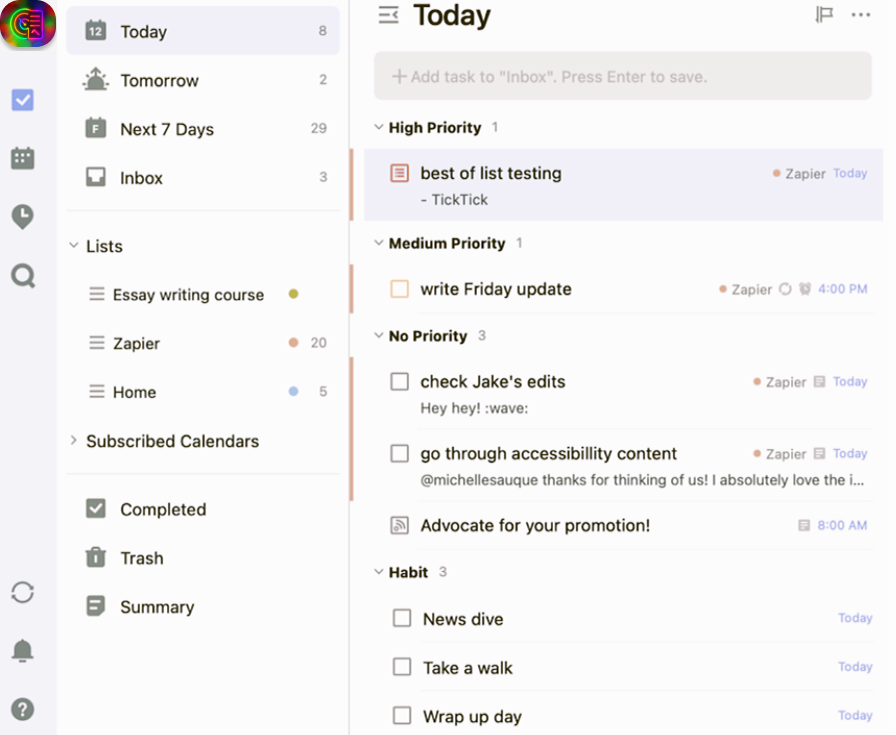 12 Today 8
Tomorrow 2
F Next 7 Days 29
Inbox 3
Lists
Essay writing course
Zapier 20
Home 5
Subscribed Calendars
Completed
Trash
Summary
Today
+ Add task to "Inbox". Press Enter to save.
High Priority 1
best of list testing Zapier Today
- TickTick
Medium Priority 1
write Friday update Zapier 4:00 PM
No Priority 3
check Jake's edits Zapier Today
Hey hey! :wave:
go through accessibillity content Zapier Today
@michellesauque thanks for thinking of us! I absolutely love the i...
Advocate for your promotion! 8:00 AM
Habit 3
News dive Today
Take a walk Today
Wrap up day Today